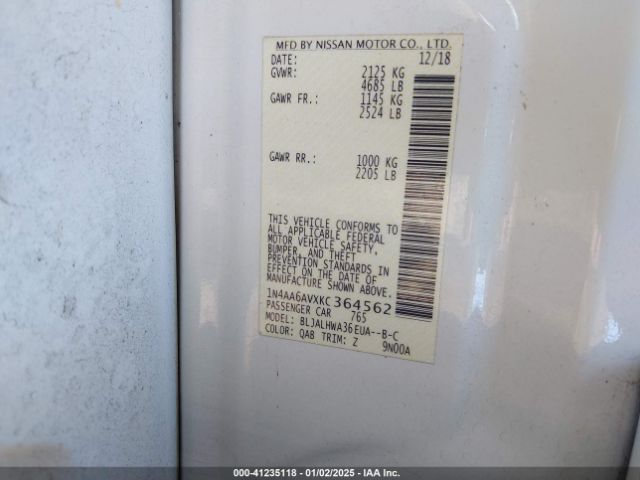 MFD BY NISSAN MOTOR CO., LTD.
DATE: 12/18
GVWR: 2125 KG
4685 LB
GAWR FR.: 1145 KG
2524 LB
GAWR RR.: 1000 KG
2205 LB
THIS VEHICLE CONFORMS TO
ALL APPLICABLE FEDERAL
MOTOR VEHICLE SAFETY,
BUMPER, AND THEFT
PREVENTION STANDARDS IN
EFFECT ON THE DATE OF
MANUFACTURE SHOWN ABOVE.
1N4AA6AVXKC364562
PASSENGER CAR 765
MODEL: BLJALHWA36EUA--B-C
COLOR: QAB TRIM: Z 9N00A
000-41235118 - 01/02/2025 - IAA Inc.